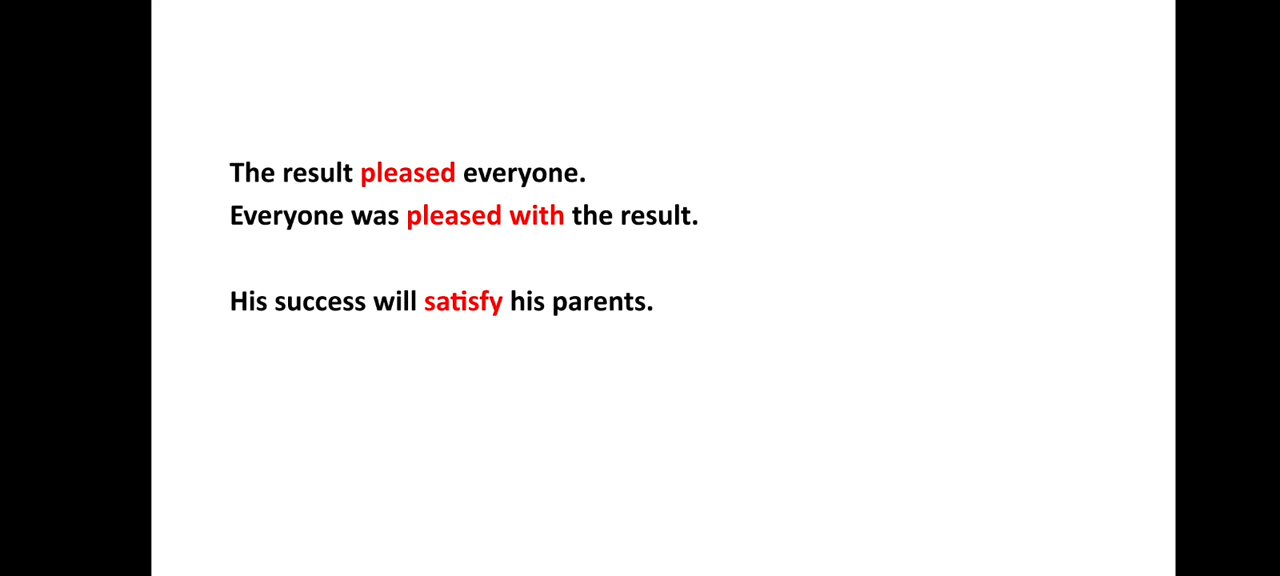 The result pleased everyone.
Everyone was pleased with the result.
His success will satisfy his parents.